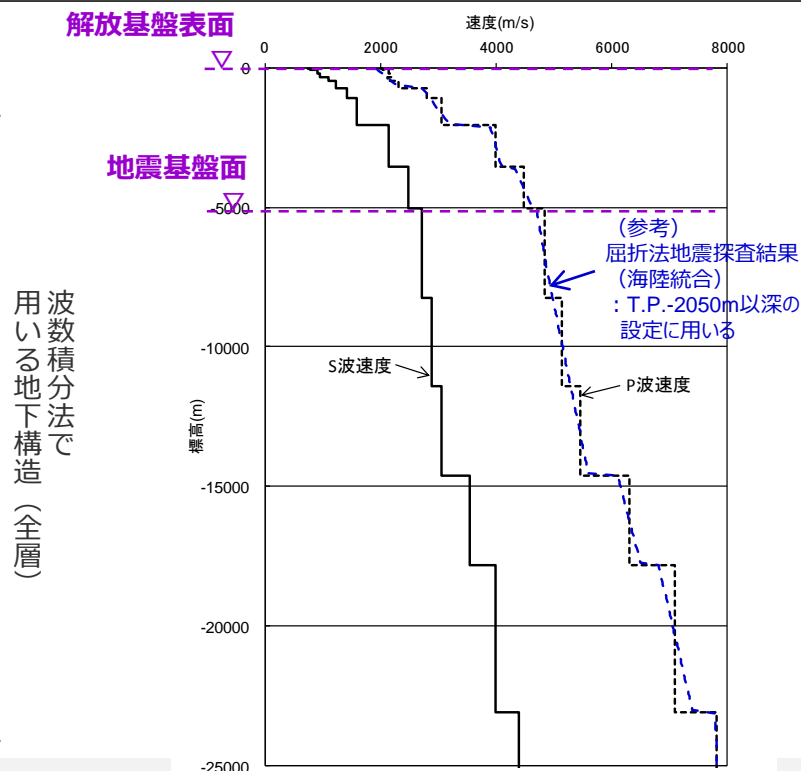 解放基盤表面
速度(m/s)
0
2000
4000
6000
8000
0
地震基盤面
-5000
(参考)
屈折法地震探査結果
(海陸統合)
:T.P.-2050m以深の
設定に用いる
波数積分法で
用いる地下構造(全層)
-10000
S波速度
P波速度
標高(m)
-15000
-20000
-25000